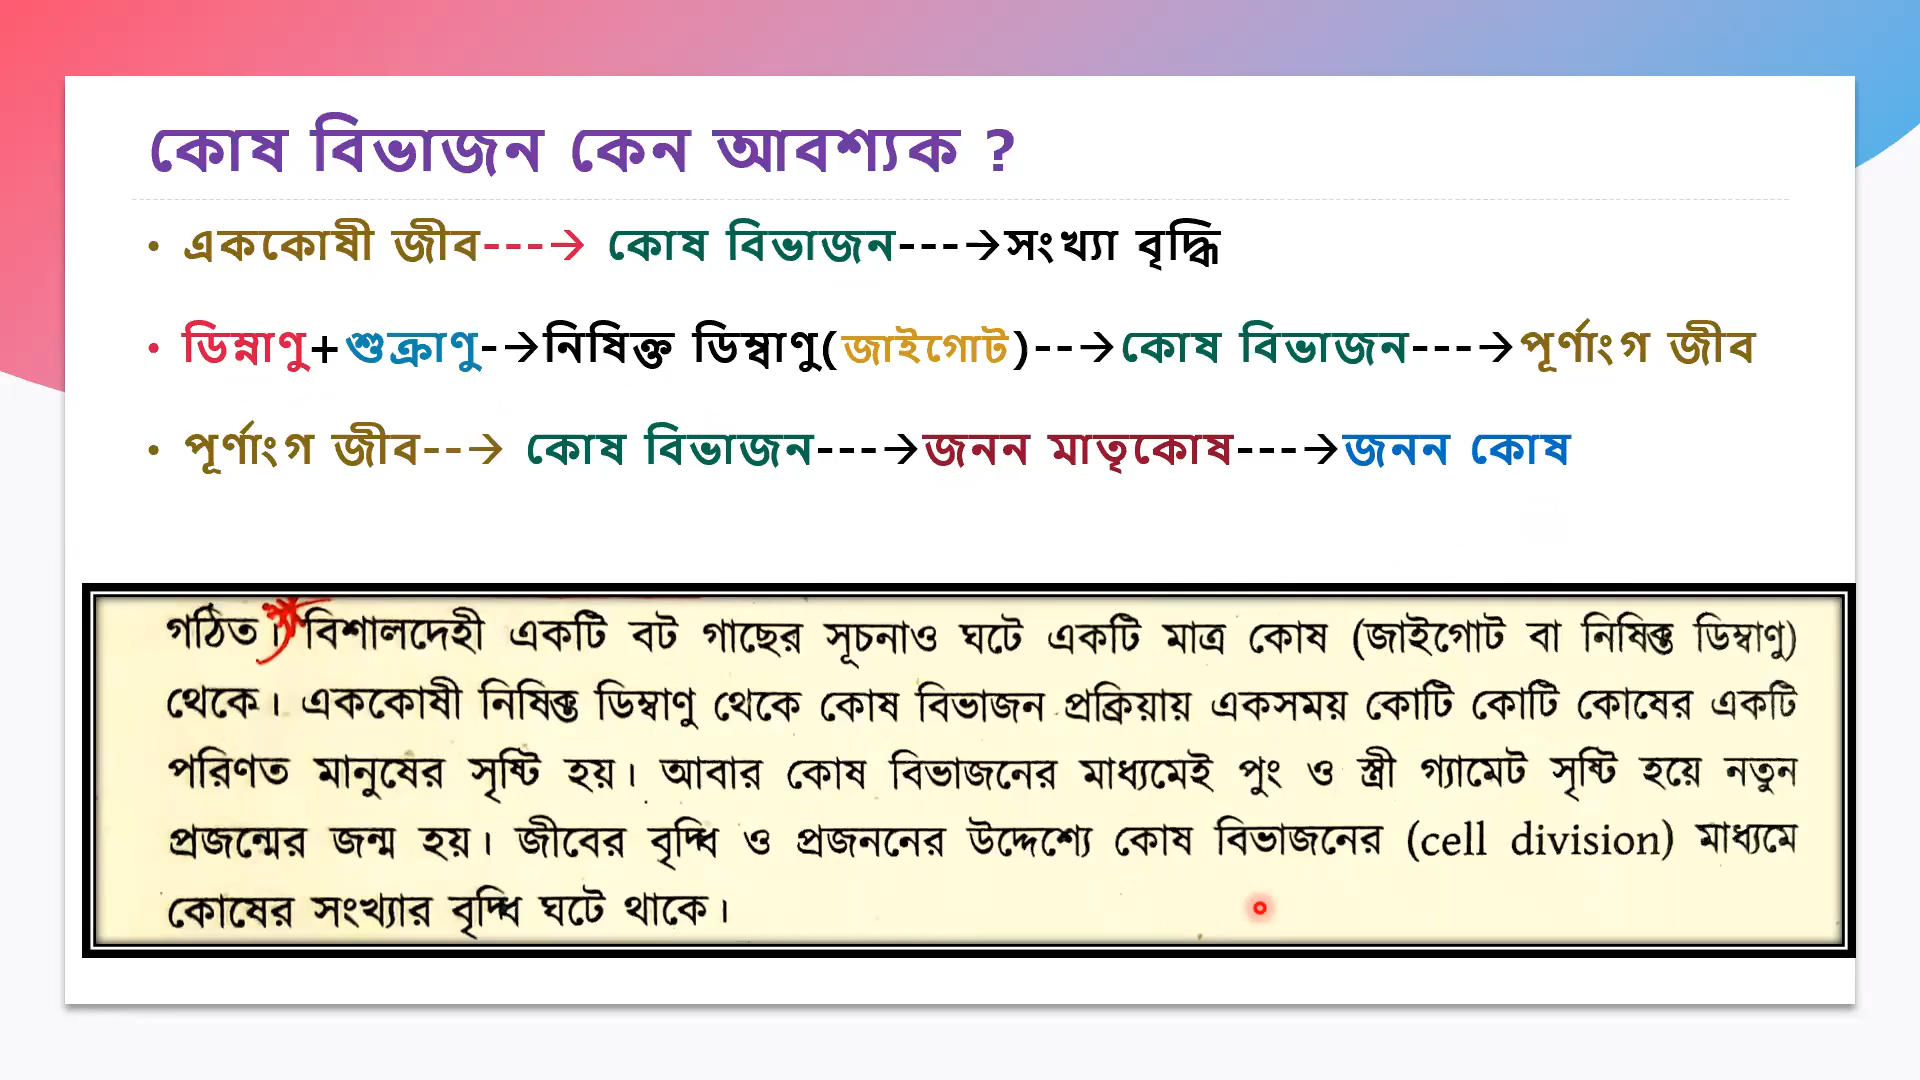 কোষ বিভাজন কেন আবশ্যক ?
• এককোষী জীব---→ কোষ বিভাজন---→সংখ্যা বৃদ্ধি
• ডিম্নাণু+শুক্রাণু-→নিষিক্ত ডিম্বাণু(জাইগোট)--→কোষ বিভাজন---→পূর্ণাংগ জীব
• পূর্ণাংগ জীব--→ কোষ বিভাজন---→জনন মাতৃকোষ---→জনন কোষ
গঠিত। বিশালদেহী একটি বট গাছের সূচনাও ঘটে একটি মাত্র কোষ (জাইগোট বা নিষিক্ত ডিম্বাণু)
থেকে। এককোষী নিষিক্ত ডিম্বাণু থেকে কোষ বিভাজন প্রক্রিয়ায় একসময় কোটি কোটি কোষের একটি
পরিণত মানুষের সৃষ্টি হয়। আবার কোষ বিভাজনের মাধ্যমেই পুং ও স্ত্রী গ্যামেট সৃষ্টি হয়ে নতুন
প্রজন্মের জন্ম হয়। জীবের বৃদ্ধি ও প্রজননের উদ্দেশ্যে কোষ বিভাজনের (cell division) মাধ্যমে
কোষের সংখ্যার বৃদ্ধি ঘটে থাকে।